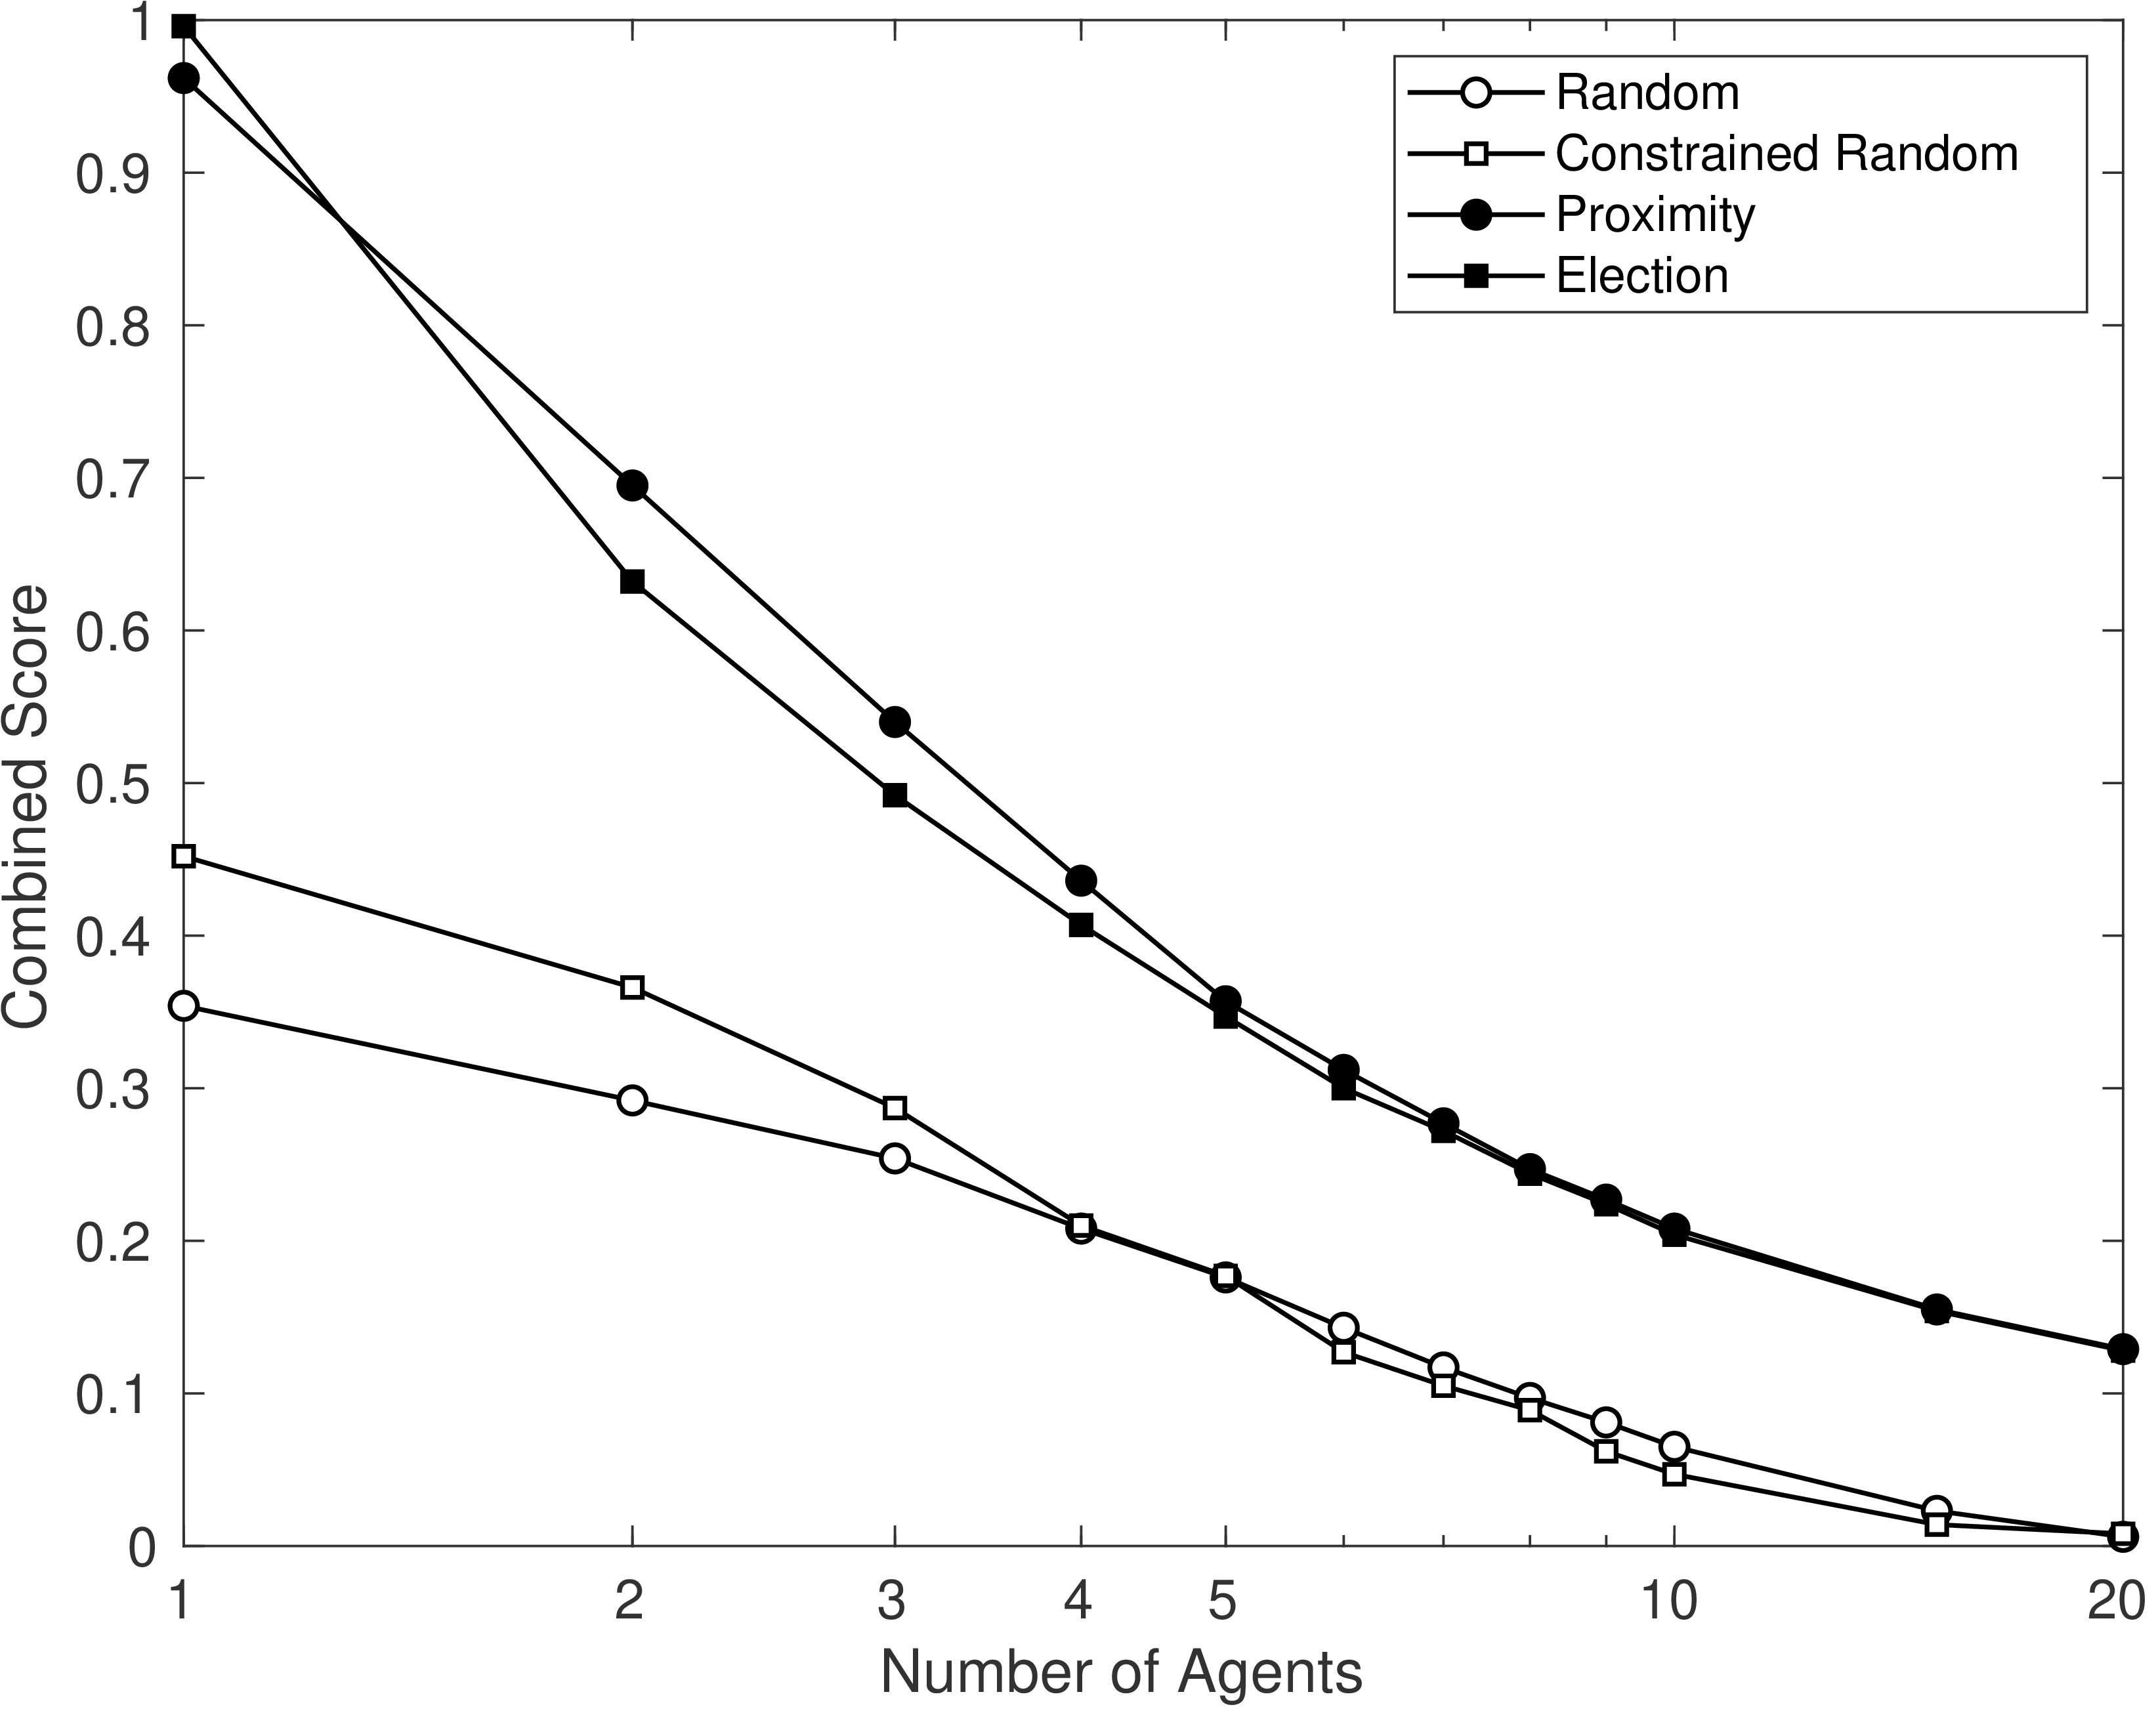 Combined Score
1
0.9
0.8
0.7
0.6
0.5
0.4
0.3
0.2
0.1
0
Random
Constrained Random
Proximity
Election
1 2 3 4 5 10 20
Number of Agents